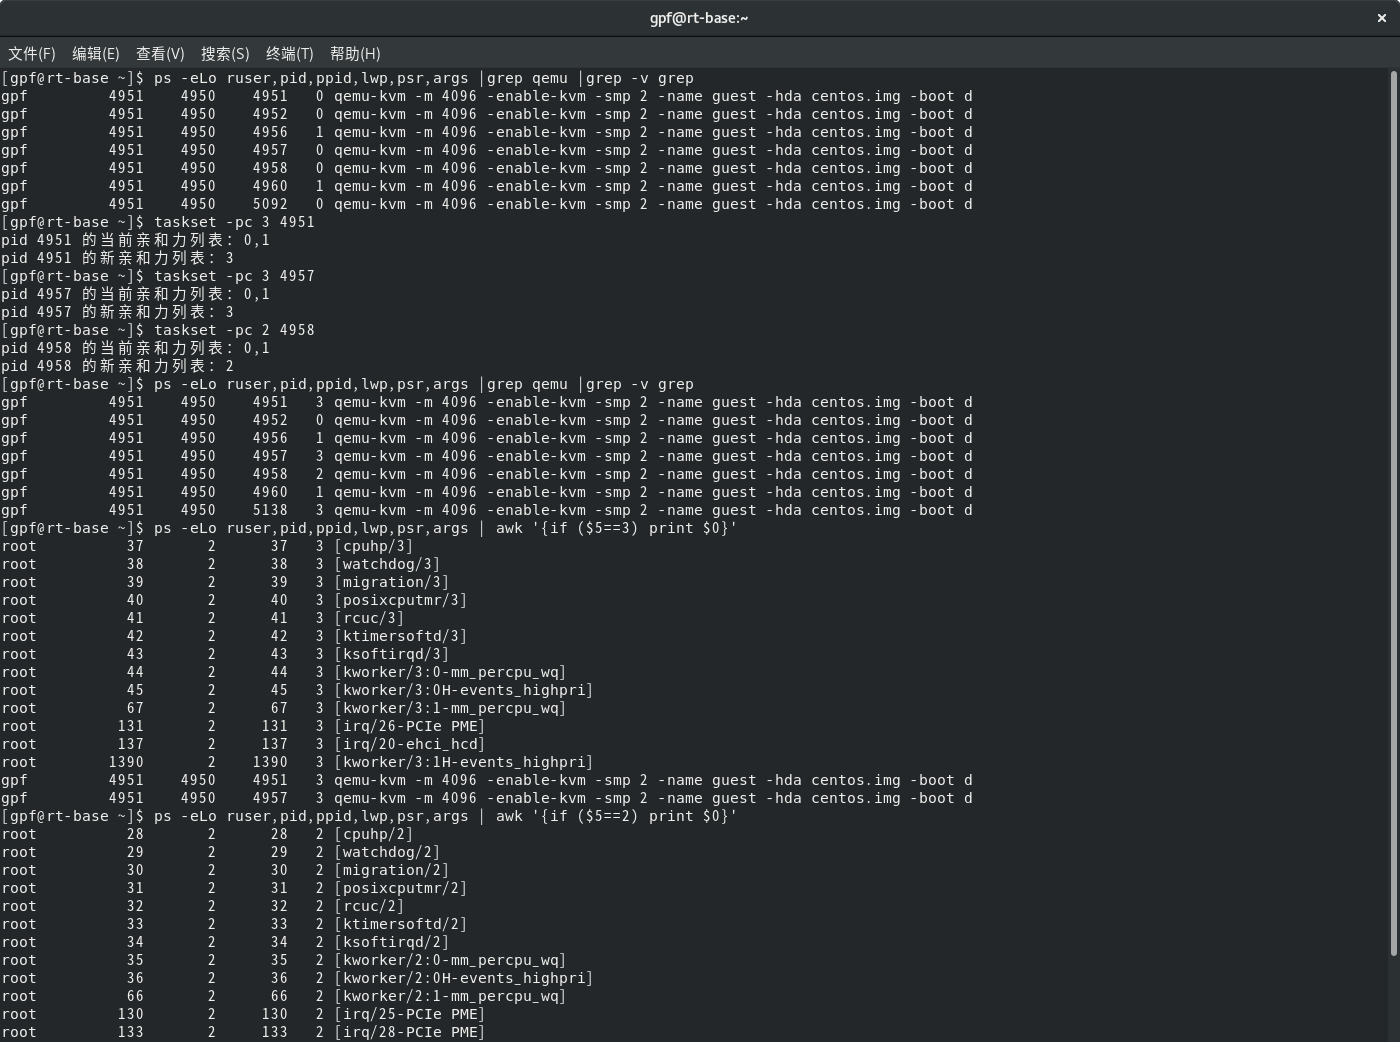 gpf@rt-base:~
×
文件(F) 编辑(E) 查看(V) 搜索(S) 终端(T) 帮助(H)
[gpf@rt-base ~]$ ps -eLo ruser,pid,ppid,lwp,psr,args |grep qemu |grep -v grep
gpf         4951    4950    4951   0 qemu-kvm -m 4096 -enable-kvm -smp 2 -name guest -hda centos.img -boot d
gpf         4951    4950    4952   0 qemu-kvm -m 4096 -enable-kvm -smp 2 -name guest -hda centos.img -boot d
gpf         4951    4950    4956   1 qemu-kvm -m 4096 -enable-kvm -smp 2 -name guest -hda centos.img -boot d
gpf         4951    4950    4957   0 qemu-kvm -m 4096 -enable-kvm -smp 2 -name guest -hda centos.img -boot d
gpf         4951    4950    4958   0 qemu-kvm -m 4096 -enable-kvm -smp 2 -name guest -hda centos.img -boot d
gpf         4951    4950    4960   1 qemu-kvm -m 4096 -enable-kvm -smp 2 -name guest -hda centos.img -boot d
gpf         4951    4950    5092   0 qemu-kvm -m 4096 -enable-kvm -smp 2 -name guest -hda centos.img -boot d
[gpf@rt-base ~]$ taskset -pc 3 4951
pid 4951 的当前亲和力列表：0,1
pid 4951 的新亲和力列表：3
[gpf@rt-base ~]$ taskset -pc 3 4957
pid 4957 的当前亲和力列表：0,1
pid 4957 的新亲和力列表：3
[gpf@rt-base ~]$ taskset -pc 2 4958
pid 4958 的当前亲和力列表：0,1
pid 4958 的新亲和力列表：2
[gpf@rt-base ~]$ ps -eLo ruser,pid,ppid,lwp,psr,args |grep qemu |grep -v grep
gpf         4951    4950    4951   3 qemu-kvm -m 4096 -enable-kvm -smp 2 -name guest -hda centos.img -boot d
gpf         4951    4950    4952   0 qemu-kvm -m 4096 -enable-kvm -smp 2 -name guest -hda centos.img -boot d
gpf         4951    4950    4956   1 qemu-kvm -m 4096 -enable-kvm -smp 2 -name guest -hda centos.img -boot d
gpf         4951    4950    4957   3 qemu-kvm -m 4096 -enable-kvm -smp 2 -name guest -hda centos.img -boot d
gpf         4951    4950    4958   2 qemu-kvm -m 4096 -enable-kvm -smp 2 -name guest -hda centos.img -boot d
gpf         4951    4950    4960   1 qemu-kvm -m 4096 -enable-kvm -smp 2 -name guest -hda centos.img -boot d
gpf         4951    4950    5138   3 qemu-kvm -m 4096 -enable-kvm -smp 2 -name guest -hda centos.img -boot d
[gpf@rt-base ~]$ ps -eLo ruser,pid,ppid,lwp,psr,args | awk '{if ($5==3) print $0}'
root          37       2      37   3 [cpuhp/3]
root          38       2      38   3 [watchdog/3]
root          39       2      39   3 [migration/3]
root          40       2      40   3 [posixcputmr/3]
root          41       2      41   3 [rcuc/3]
root          42       2      42   3 [ktimersoftd/3]
root          43       2      43   3 [ksoftirqd/3]
root          44       2      44   3 [kworker/3:0-mm_percpu_wq]
root          45       2      45   3 [kworker/3:0H-events_highpri]
root          67       2      67   3 [kworker/3:1-mm_percpu_wq]
root         131       2     131   3 [irq/26-PCIe PME]
root         137       2     137   3 [irq/20-ehci_hcd]
root        1390       2    1390   3 [kworker/3:1H-events_highpri]
gpf         4951    4950    4951   3 qemu-kvm -m 4096 -enable-kvm -smp 2 -name guest -hda centos.img -boot d
gpf         4951    4950    4957   3 qemu-kvm -m 4096 -enable-kvm -smp 2 -name guest -hda centos.img -boot d
[gpf@rt-base ~]$ ps -eLo ruser,pid,ppid,lwp,psr,args | awk '{if ($5==2) print $0}'
root          28       2      28   2 [cpuhp/2]
root          29       2      29   2 [watchdog/2]
root          30       2      30   2 [migration/2]
root          31       2      31   2 [posixcputmr/2]
root          32       2      32   2 [rcuc/2]
root          33       2      33   2 [ktimersoftd/2]
root          34       2      34   2 [ksoftirqd/2]
root          35       2      35   2 [kworker/2:0-mm_percpu_wq]
root          36       2      36   2 [kworker/2:0H-events_highpri]
root          66       2      66   2 [kworker/2:1-mm_percpu_wq]
root         130       2     130   2 [irq/25-PCIe PME]
root         133       2     133   2 [irq/28-PCIe PME]